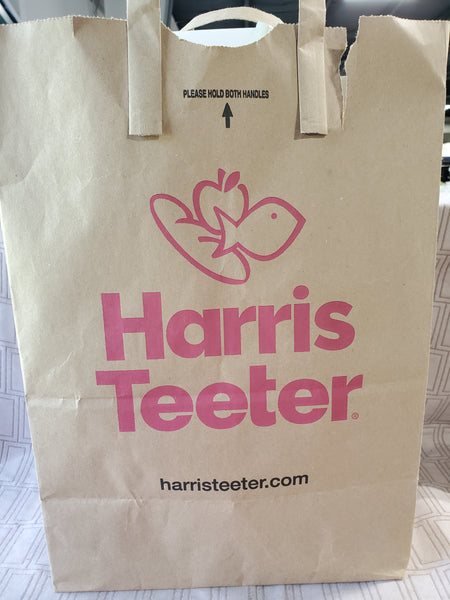 PLEASE HOLD BOTH HANDLES
Harris
Teeter®
harristeeter.com